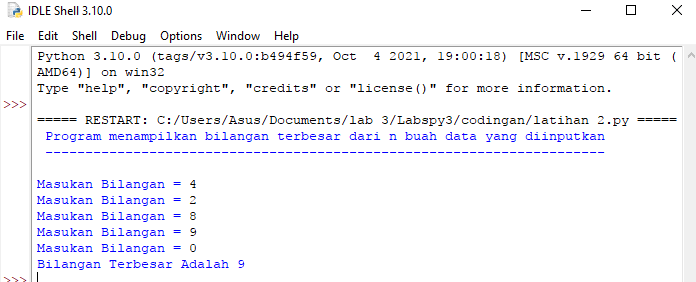 IDLE Shell 3.10.0
File Edit Shell Debug Options Window Help
Python 3.10.0 (tags/v3.10.0:b494f59, Oct  4 2021, 19:00:18) [MSC v.1929 64 bit (
AMD64)] on win32
Type "help", "copyright", "credits" or "license()" for more information.
>>>
===== RESTART: C:/Users/Asus/Documents/lab 3/Labspy3/codingan/latihan 2.py =====
Program menampilkan bilangan terbesar dari n buah data yang diinputkan
----------------------------------------------------------------------
Masukan Bilangan = 4
Masukan Bilangan = 2
Masukan Bilangan = 8
Masukan Bilangan = 9
Masukan Bilangan = 0
Bilangan Terbesar Adalah 9
>>>